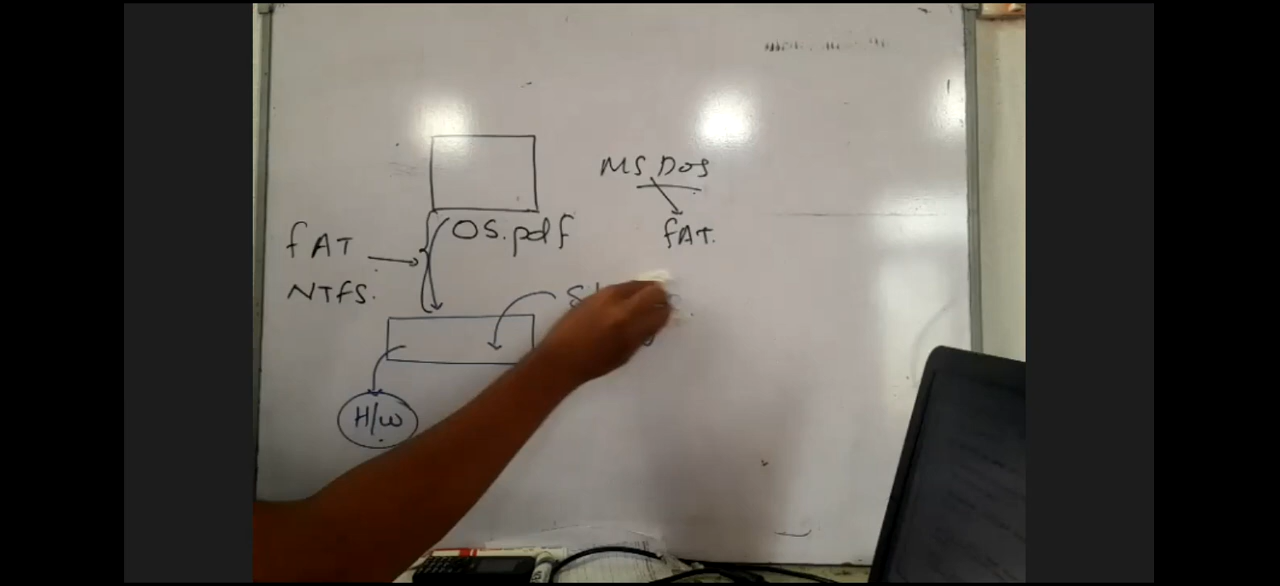 MS DOS
fAT.
OS.pdf
fAT
NTfS.
H/w